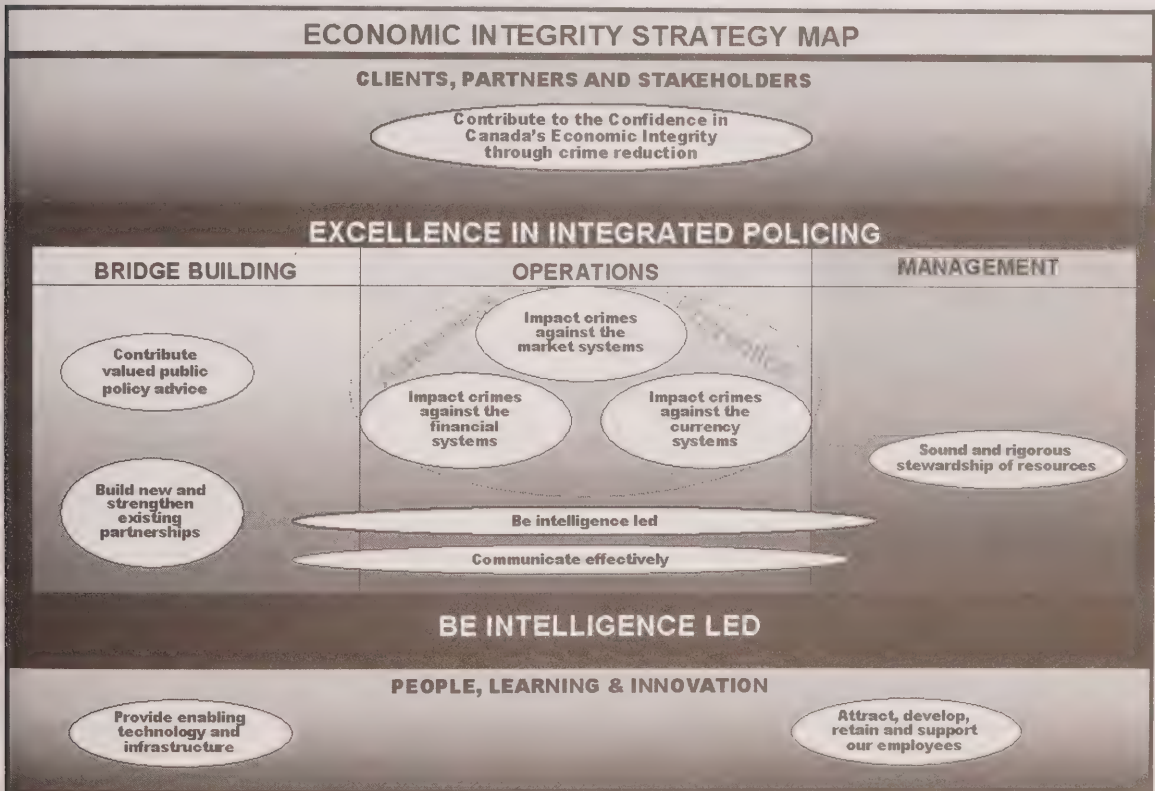 ECONOMIC INTEGRITY STRATEGY MAP
CLIENTS, PARTNERS AND STAKEHOLDERS
Contribute to the Confidence in
Canada's Economic Integrity
through crime reduction
EXCELLENCE IN INTEGRATED POLICING
BRIDGE BUILDING
Contribute
valued public
policy advice
Build new and
strengthen
existing
partnerships
OPERATIONS
Impact crimes
against the
market systems
Impact crimes
against the
financial
systems
Impact crimes
against the
currency
systems
MANAGEMENT
Sound and rigorous
stewardship of resources
Be intelligence led
Communicate effectively
BE INTELLIGENCE LED
PEOPLE, LEARNING & INNOVATION
Provide enabling
technology and
infrastructure
Attract, develop,
retain and support
our employees